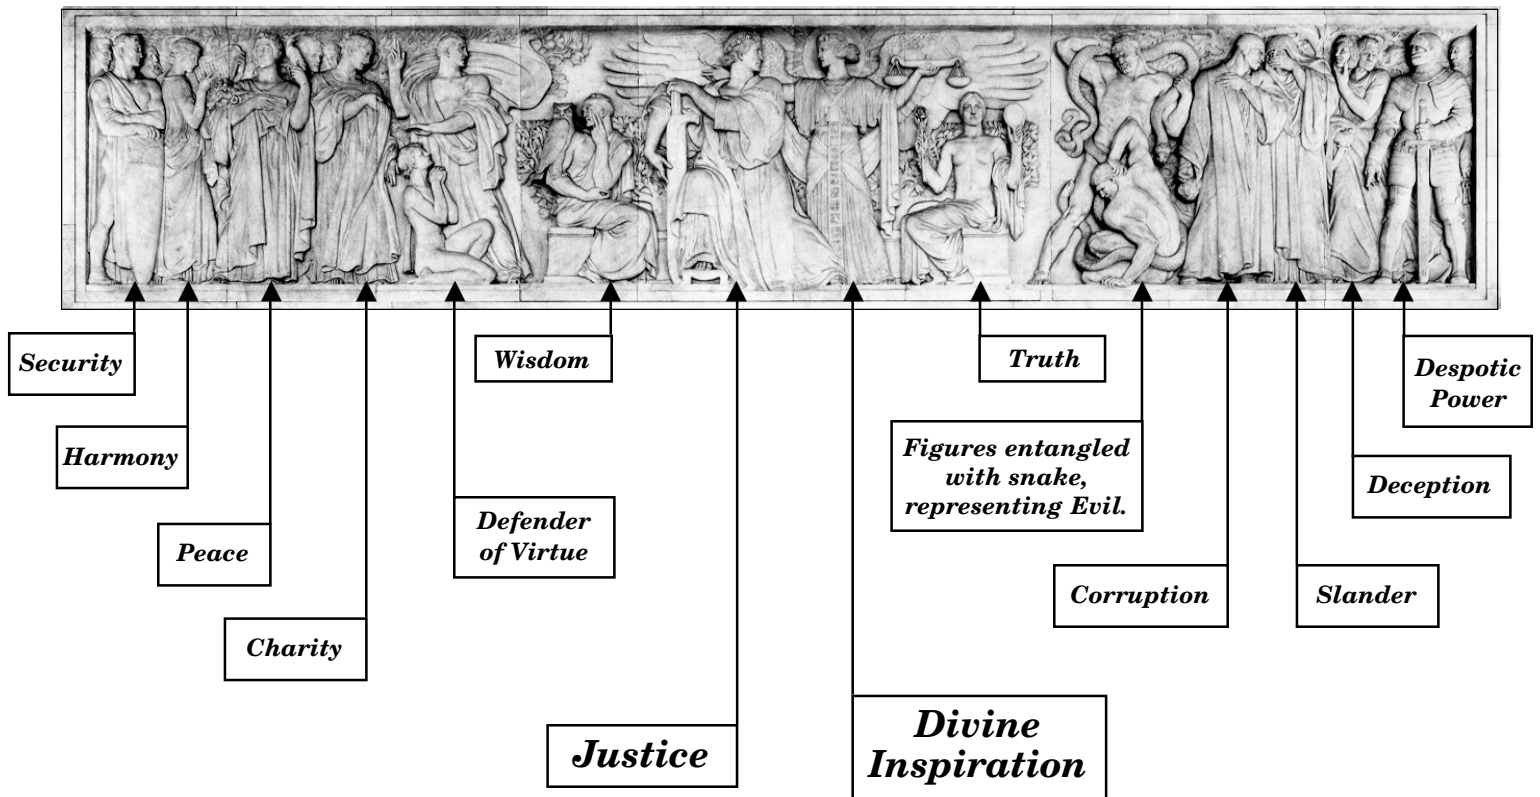 Security
Harmony
Peace
Charity
Defender
of Virtue
Wisdom
Justice
Divine
Inspiration
Truth
Figures entangled
with snake,
representing Evil.
Corruption
Slander
Deception
Despotic
Power